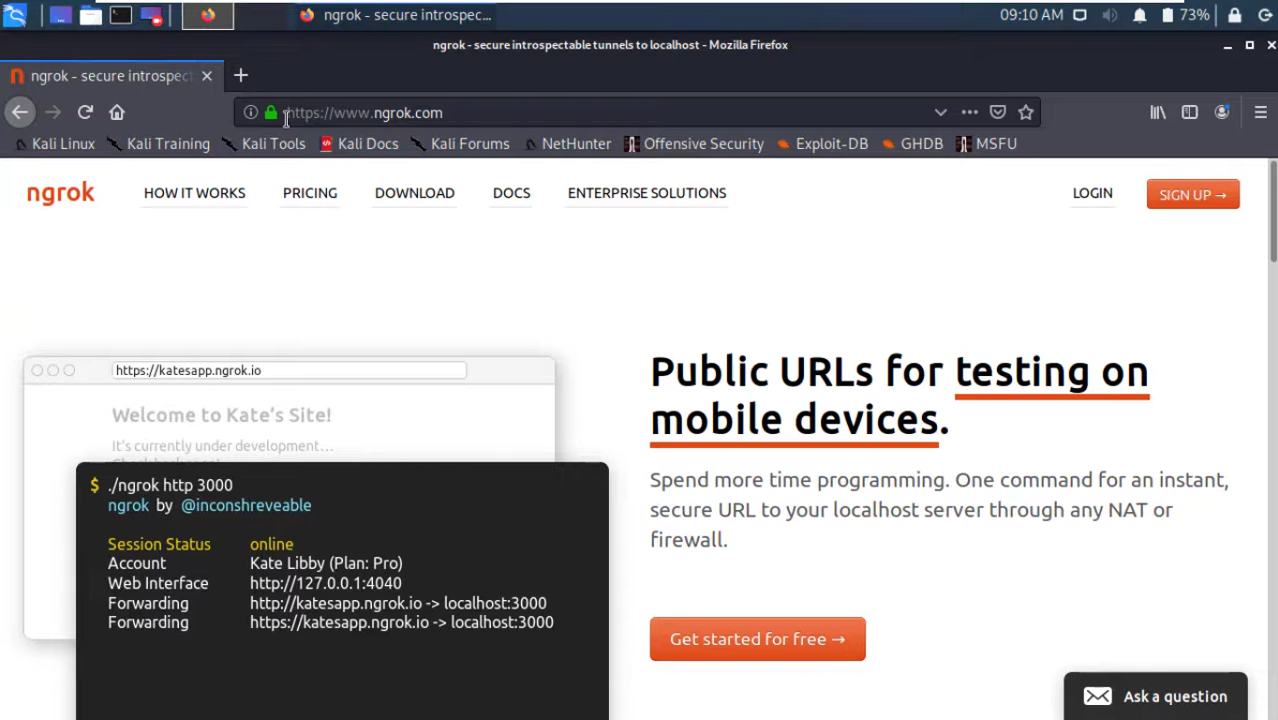 ngrok - secure introspec...
09:10 AM
73%
ngrok - secure introspectable tunnels to localhost - Mozilla Firefox
ngrok - secure introspect
https://www.ngrok.com
Kali Linux
Kali Training
Kali Tools
Kali Docs
Kali Forums
NetHunter
Offensive Security
Exploit-DB
GHDB
MSFU
ngrok
HOW IT WORKS
PRICING
DOWNLOAD
DOCS
ENTERPRISE SOLUTIONS
LOGIN
SIGN UP →
https://katesapp.ngrok.io
Welcome to Kate's Site!
It's currently under development...
$ ./ngrok http 3000
ngrok by @inconshreveable
Session Status online
Account Kate Libby (Plan: Pro)
Web Interface http://127.0.0.1:4040
Forwarding http://katesapp.ngrok.io -> localhost:3000
Forwarding https://katesapp.ngrok.io -> localhost:3000
Public URLs for testing on
mobile devices.
Spend more time programming. One command for an instant,
secure URL to your localhost server through any NAT or
firewall.
Get started for free →
Ask a question